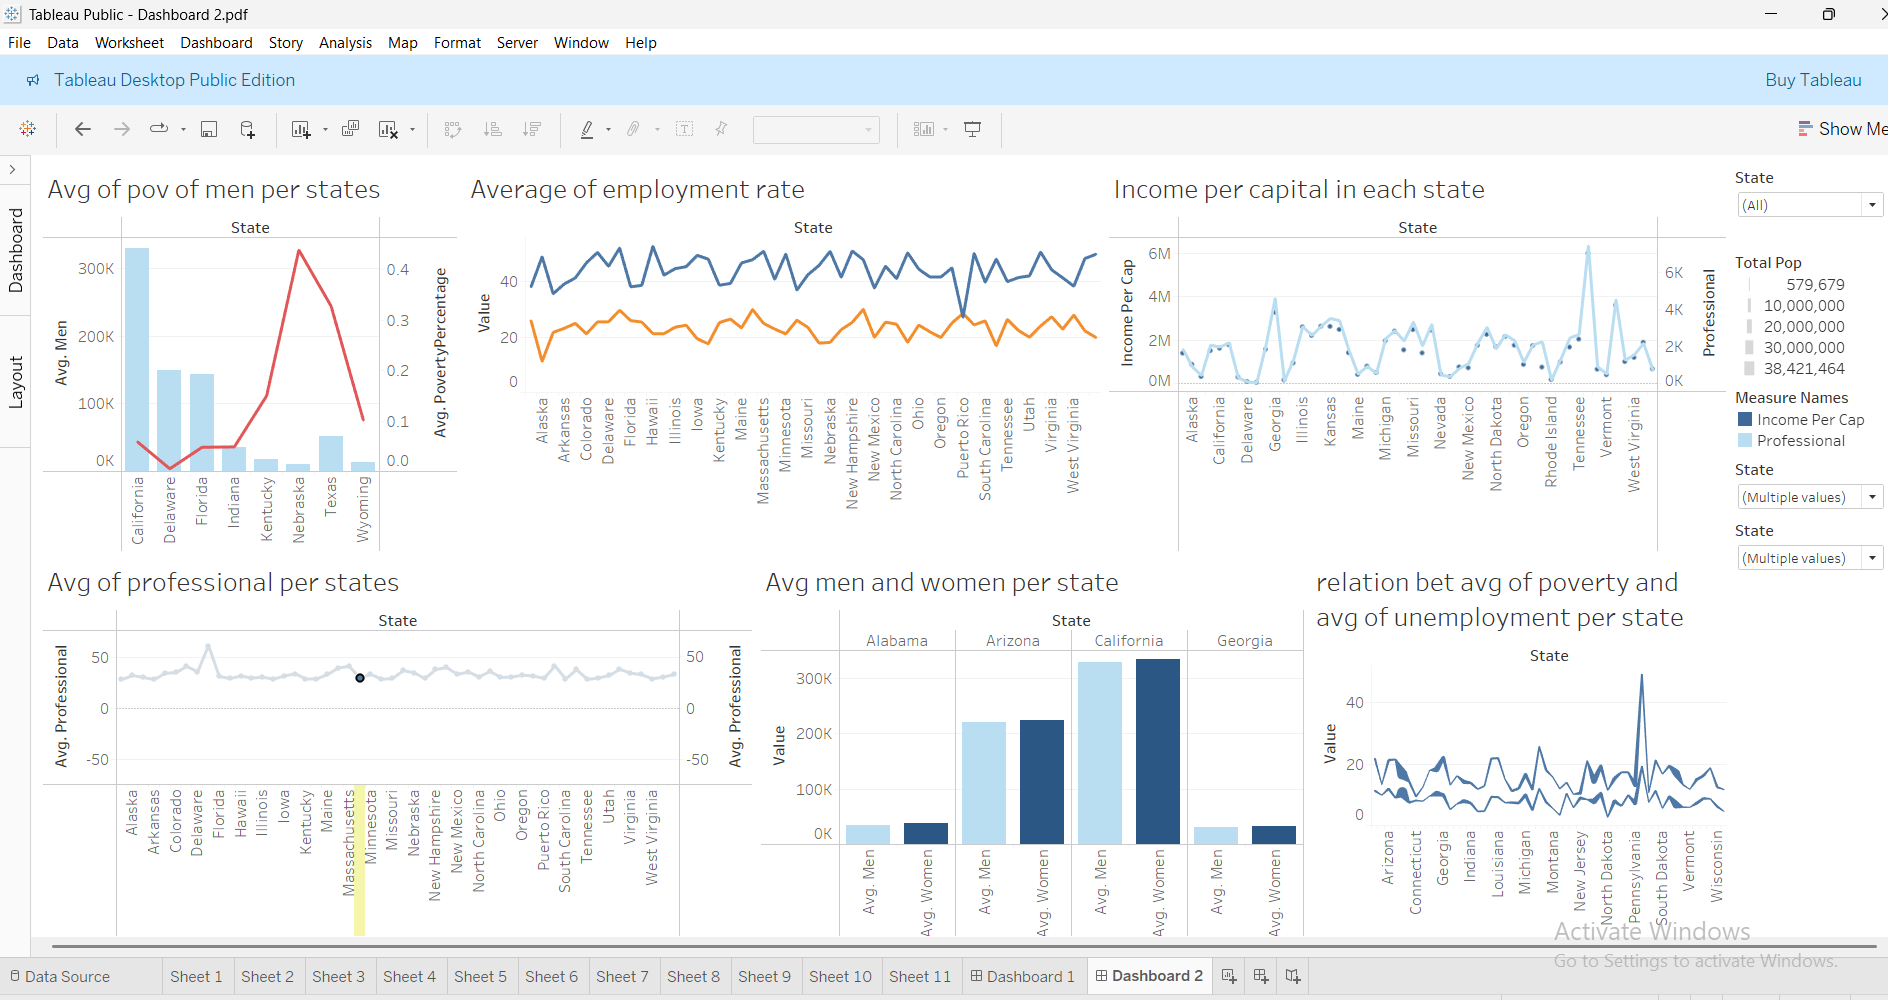 Tableau Public - Dashboard 2.pdf
File Data Worksheet Dashboard Story Analysis Map Format Server Window Help
Tableau Desktop Public Edition
Buy Tableau
Show Me
Dashboard
Layout
Avg of pov of men per states
State
Avg. Men
300K
200K
100K
0K
0.4
0.3
0.2
0.1
0.0
Avg. PovertyPercentage
California
Delaware
Florida
Indiana
Kentucky
Nebraska
Texas
Wyoming
Average of employment rate
State
Value
40
20
0
Alaska
Arkansas
Colorado
Delaware
Florida
Hawaii
Illinois
Iowa
Kentucky
Maine
Massachusetts
Minnesota
Missouri
Nebraska
New Hampshire
New Mexico
North Carolina
Ohio
Oregon
Puerto Rico
South Carolina
Tennessee
Utah
Virginia
West Virginia
Income per capital in each state
State
Income Per Cap
6M
4M
2M
0M
6K
4K
2K
0K
Professional
Alaska
California
Delaware
Georgia
Illinois
Kansas
Maine
Michigan
Missouri
Nevada
New Mexico
North Dakota
Oregon
Rhode Island
Tennessee
Vermont
West Virginia
State
(All)
Total Pop
579,679
10,000,000
20,000,000
30,000,000
38,421,464
Measure Names
Income Per Cap
Professional
State
(Multiple values)
State
(Multiple values)
Avg of professional per states
State
Avg. Professional
50
0
-50
50
0
-50
Avg. Professional
Alaska
Arkansas
Colorado
Delaware
Florida
Hawaii
Illinois
Iowa
Kentucky
Maine
Massachusetts
Minnesota
Missouri
Nebraska
New Hampshire
New Mexico
North Carolina
Ohio
Oregon
Puerto Rico
South Carolina
Tennessee
Utah
Virginia
West Virginia
Avg men and women per state
State
Alabama
Arizona
California
Georgia
Value
300K
200K
100K
0K
Avg. Men
Avg. Women
Avg. Men
Avg. Women
Avg. Men
Avg. Women
Avg. Men
Avg. Women
relation bet avg of poverty and
avg of unemployment per state
State
Value
40
20
0
Arizona
Connecticut
Georgia
Indiana
Louisiana
Michigan
Montana
New Jersey
North Dakota
Pennsylvania
South Dakota
Vermont
Wisconsin
Activate Windows
Go to Settings to activate Windows.
Data Source
Sheet 1
Sheet 2
Sheet 3
Sheet 4
Sheet 5
Sheet 6
Sheet 7
Sheet 8
Sheet 9
Sheet 10
Sheet 11
Dashboard 1
Dashboard 2